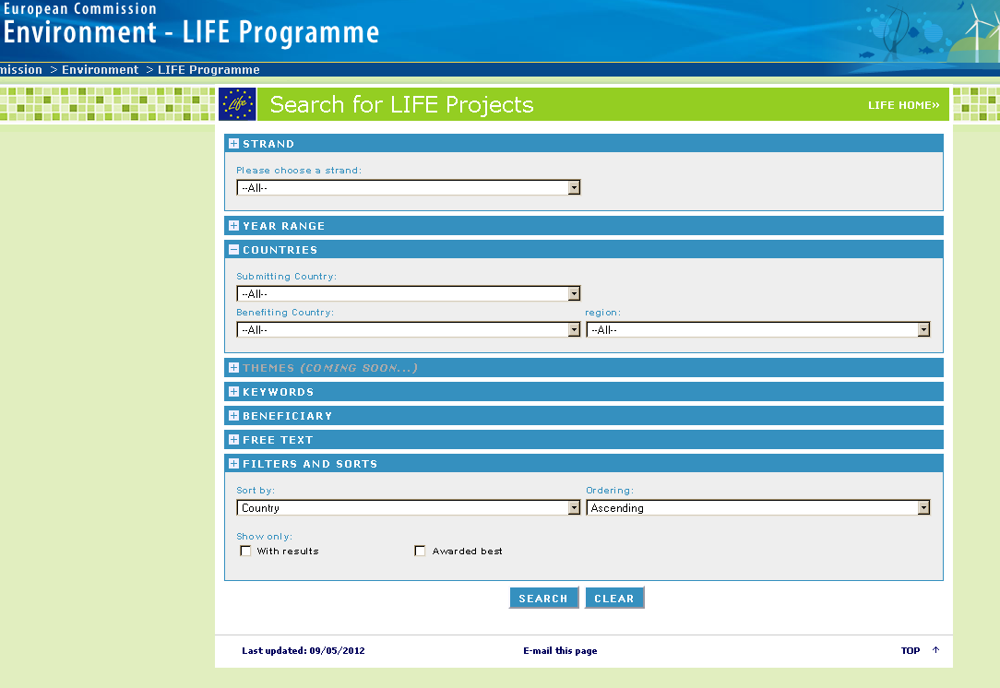 European Commission
Environment - LIFE Programme
mission > Environment > LIFE Programme
Life Search for LIFE Projects LIFE HOME»
STRAND
Please choose a strand:
--All--
YEAR RANGE
COUNTRIES
Submitting Country:
--All--
Benefiting Country: region:
--All-- --All--
THEMES (COMING SOON...)
KEYWORDS
BENEFICIARY
FREE TEXT
FILTERS AND SORTS
Sort by: Ordering:
Country Ascending
Show only:
With results Awarded best
SEARCH CLEAR
Last updated: 09/05/2012 E-mail this page TOP ↑